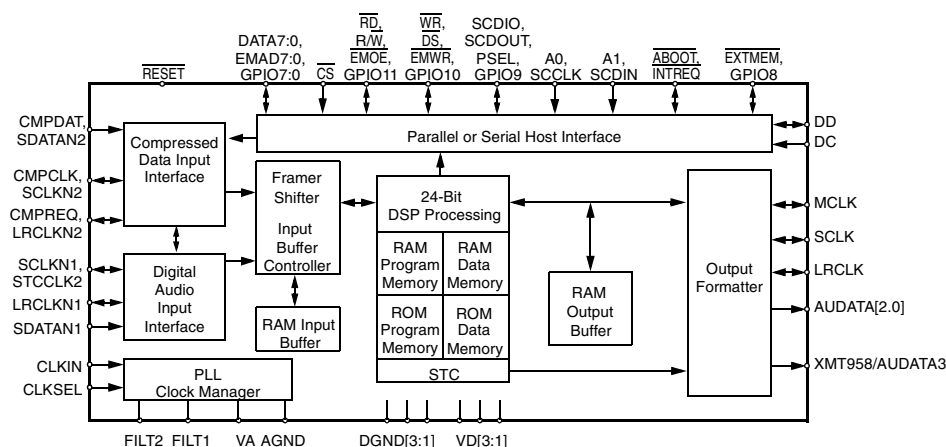 RD,
WR,
SCDIO,
DATA7:0,
R/W,
DS,
SCDOUT,
EMAD7:0,
EMOE,
EMWR,
PSEL,
A0,
A1,
ABOOT,
EXTMEM,
RESET
GPIO7:0
CS
GPIO11
GPIO10
GPIO9
SCCLK
SCDIN
INTREQ
GPIO8
CMPDAT,
SDATAN2
CMPCLK,
SCLKN2
CMPREQ,
LRCLKN2
SCLKN1,
STCCLK2
LRCLKN1
SDATAN1
CLKIN
CLKSEL
Compressed
Data Input
Interface
Digital
Audio
Input
Interface
PLL
Clock Manager
Parallel or Serial Host Interface
Framer
Shifter
Input
Buffer
Controller
RAM Input
Buffer
24-Bit
DSP Processing
RAM
Program
Memory
RAM
Data
Memory
ROM
Program
Memory
ROM
Data
Memory
STC
RAM
Output
Buffer
Output
Formatter
DD
DC
MCLK
SCLK
LRCLK
AUDATA[2.0]
XMT958/AUDATA3
FILT2
FILT1
VA
AGND
DGND[3:1]
VD[3:1]